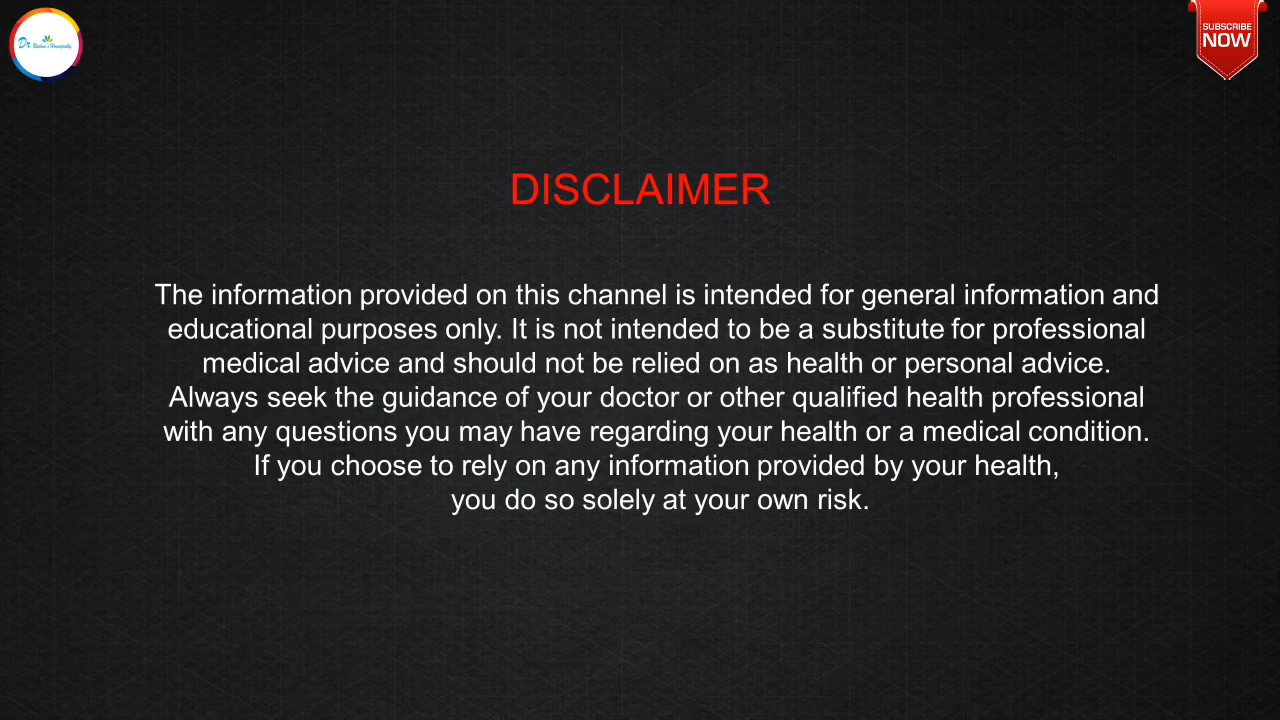 SUBSCRIBE
NOW
DISCLAIMER
The information provided on this channel is intended for general information and
educational purposes only. It is not intended to be a substitute for professional
medical advice and should not be relied on as health or personal advice.
Always seek the guidance of your doctor or other qualified health professional
with any questions you may have regarding your health or a medical condition.
If you choose to rely on any information provided by your health,
you do so solely at your own risk.